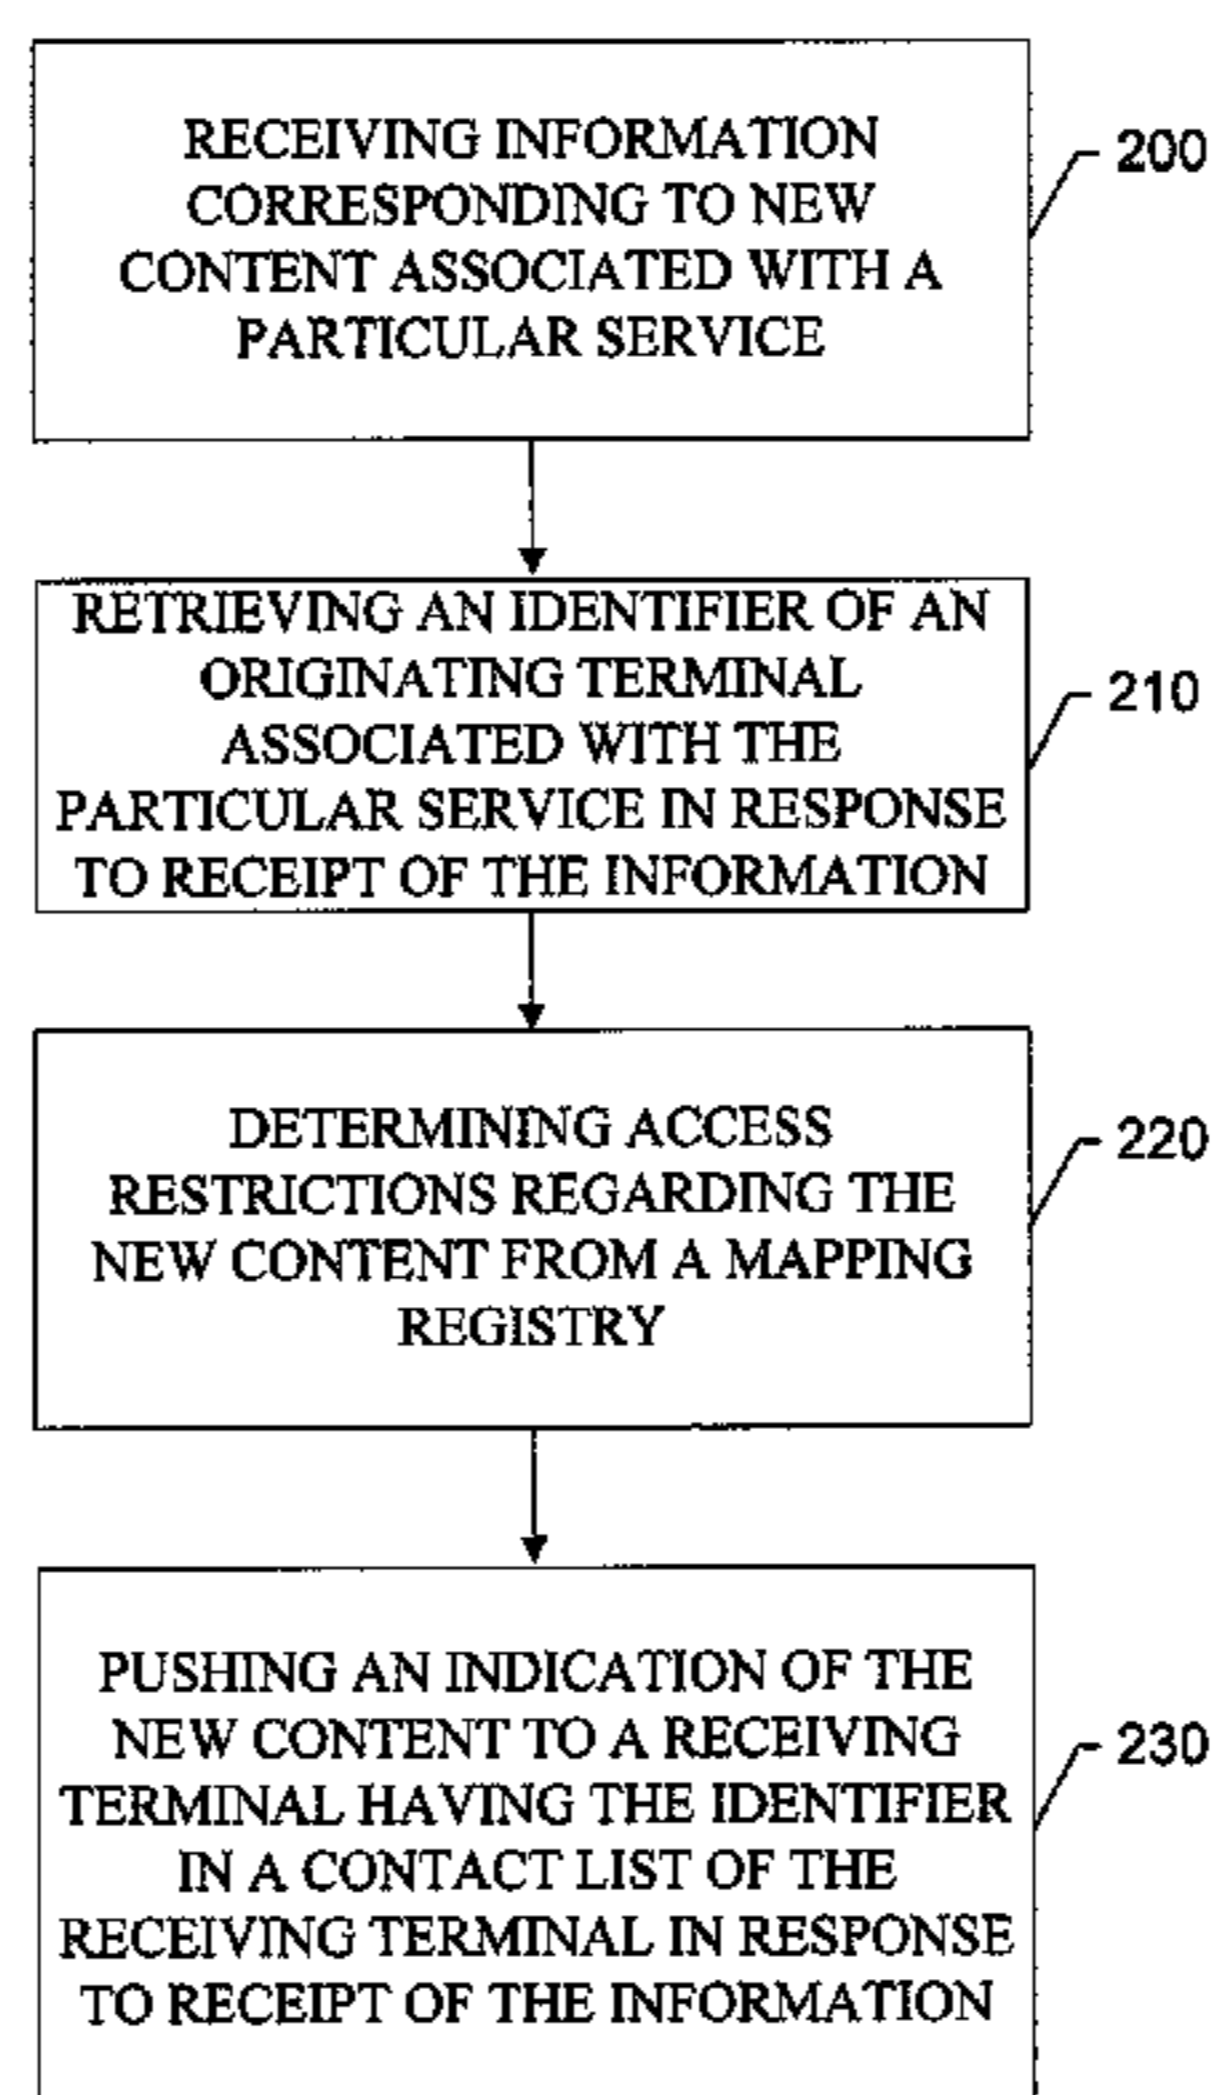 RECEIVING INFORMATION
CORRESPONDING TO NEW
CONTENT ASSOCIATED WITH A
PARTICULAR SERVICE
200
RETRIEVING AN IDENTIFIER OF AN
ORIGINATING TERMINAL
ASSOCIATED WITH THE
PARTICULAR SERVICE IN RESPONSE
TO RECEIPT OF THE INFORMATION
210
DETERMINING ACCESS
RESTRICTIONS REGARDING THE
NEW CONTENT FROM A MAPPING
REGISTRY
220
PUSHING AN INDICATION OF THE
NEW CONTENT TO A RECEIVING
TERMINAL HAVING THE IDENTIFIER
IN A CONTACT LIST OF THE
RECEIVING TERMINAL IN RESPONSE
TO RECEIPT OF THE INFORMATION
230